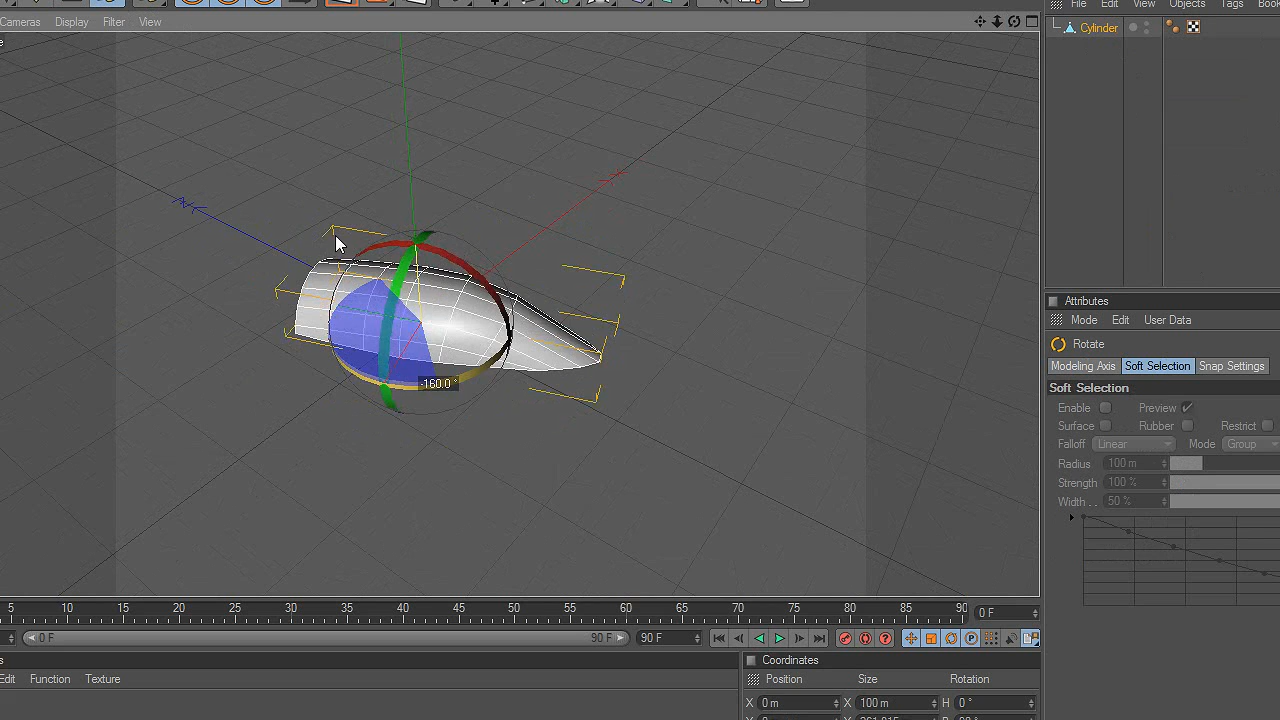 File Edit View Objects Tags Book
Cameras Display Filter View
Cylinder
-160.0 °
Attributes
Mode Edit User Data
Rotate
Modeling Axis Soft Selection Snap Settings
Soft Selection
Enable Preview
Surface Rubber Restrict
Falloff Linear Mode Group
Radius 100 m
Strength 100 %
Width . . 50 %
5 10 15 20 25 30 35 40 45 50 55 60 65 70 75 80 85 90 0 F
0 F 90 F 90 F
Coordinates
Edit Function Texture
Position Size Rotation
X 0 m X 100 m H 0 °